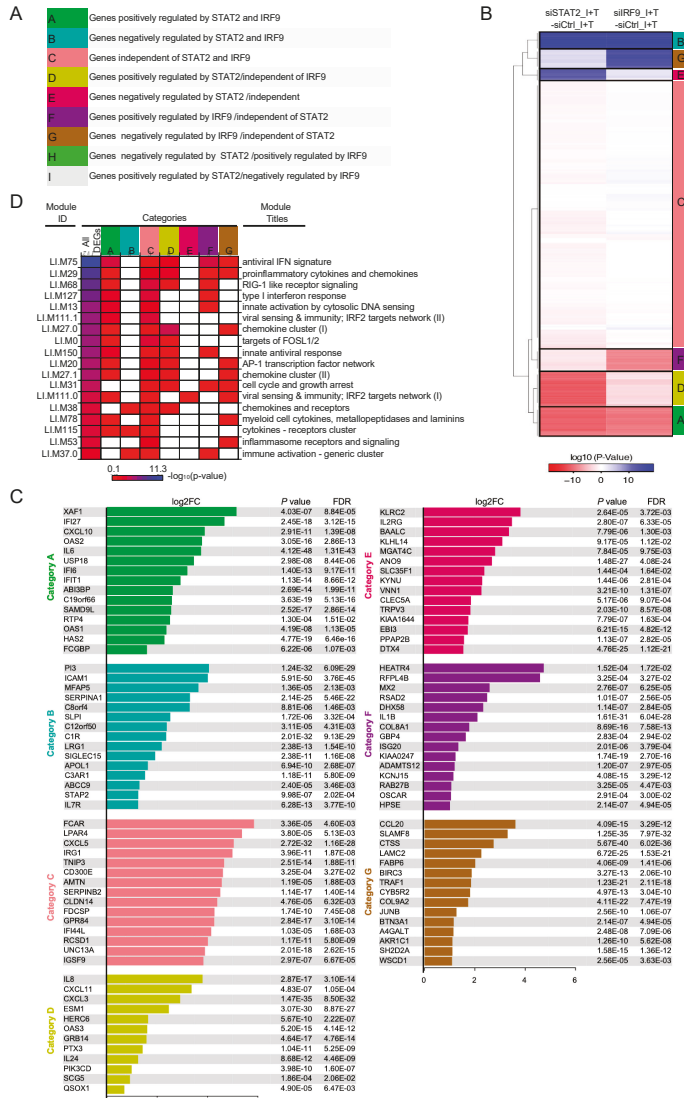 A
A Genes positively regulated by STAT2 and IRF9
B Genes negatively regulated by STAT2 and IRF9
C Genes independent of STAT2 and IRF9
D Genes positively regulated by STAT2/independent of IRF9
E Genes negatively regulated by STAT2 /independent
F Genes positively regulated by IRF9 /independent of STAT2
G Genes negatively regulated by IRF9 /independent of STAT2
H Genes negatively regulated by STAT2 /positively regulated by IRF9
I Genes positively regulated by STAT2/negatively regulated by IRF9
B
siSTAT2_I+T siIRF9_I+T
-siCtrl_I+T -siCtrl_I+T
B
G
E
C
F
D
A
log10 (P-Value)
−10 0 10
D
Module ID Categories Module Titles
All DEGs A B C D E F G
LI.M75 antiviral IFN signature
LI.M29 proinflammatory cytokines and chemokines
LI.M68 RIG-1 like receptor signaling
LI.M127 type I interferon response
LI.M13 innate activation by cytosolic DNA sensing
LI.M111.1 viral sensing & immunity; IRF2 targets network (II)
LI.M27.0 chemokine cluster (I)
LI.M0 targets of FOSL1/2
LI.M150 innate antiviral response
LI.M20 AP-1 transcription factor network
LI.M27.1 chemokine cluster (II)
LI.M31 cell cycle and growth arrest
LI.M111.0 viral sensing & immunity; IRF2 targets network (I)
LI.M38 chemokines and receptors
LI.M78 myeloid cell cytokines, metallopeptidases and laminins
LI.M115 cytokines - receptors cluster
LI.M53 inflammasome receptors and signaling
LI.M37.0 immune activation - generic cluster
0.1 11.3 -log10(p-value)
C
log2FC P value FDR
Category A
XAF1 4.03E-07 8.84E-05
IFI27 2.45E-18 3.12E-15
CXCL10 2.91E-11 1.39E-08
OAS2 3.05E-16 2.86E-13
IL6 4.12E-48 1.31E-43
USP18 2.98E-08 8.44E-06
IFI6 1.40E-13 9.17E-11
IFIT1 1.13E-14 8.66E-12
ABI3BP 2.69E-14 1.99E-11
C19orf66 3.63E-19 5.13E-16
SAMD9L 2.52E-17 2.86E-14
RTP4 1.30E-04 1.51E-02
OAS1 4.19E-08 1.13E-05
HAS2 4.77E-19 6.46e-16
FCGBP 6.22E-06 1.07E-03
Category B
PI3 1.24E-32 6.09E-29
ICAM1 5.91E-50 3.76E-45
MFAP5 1.36E-05 2.13E-03
SERPINA1 2.14E-25 5.46E-22
C8orf4 8.81E-06 1.46E-03
SLPI 1.72E-06 3.32E-04
C12orf50 3.11E-05 4.31E-03
C1R 2.01E-32 9.13E-29
LRG1 2.38E-13 1.54E-10
SIGLEC15 2.38E-11 1.16E-08
APOL1 6.94E-10 2.68E-07
C3AR1 1.18E-11 5.80E-09
ABCC9 2.40E-05 3.46E-03
STAP2 9.98E-07 2.02E-04
IL7R 6.28E-13 3.77E-10
Category C
FCAR 3.36E-05 4.60E-03
LPAR4 3.80E-05 5.13E-03
CXCL5 2.72E-32 1.16E-28
IRG1 3.96E-11 1.87E-08
TNIP3 2.51E-14 1.88E-11
CD300E 3.25E-04 3.27E-02
AMTN 1.19E-05 1.88E-03
SERPINB2 1.14E-17 1.40E-14
CLDN14 4.76E-05 6.32E-03
FDCSP 1.74E-10 7.45E-08
GPR84 2.84E-17 3.10E-14
IFI44L 1.03E-05 1.68E-03
RCSD1 1.17E-11 5.80E-09
UNC13A 2.01E-18 2.62E-15
IGSF9 2.97E-07 6.67E-05
Category D
IL8 2.87E-17 3.10E-14
CXCL11 4.83E-07 1.05E-04
CXCL3 1.47E-35 8.50E-32
ESM1 3.07E-30 8.87E-27
HERC6 5.67E-10 2.22E-07
OAS3 5.20E-15 4.14E-12
GRB14 4.64E-17 4.76E-14
PTX3 1.04E-11 5.25E-09
IL24 8.68E-12 4.46E-09
PIK3CD 3.98E-10 1.60E-07
SCG5 1.86E-04 2.06E-02
QSOX1 4.90E-05 6.47E-03
log2FC P value FDR
Category E
KLRC2 2.64E-05 3.72E-03
IL2RG 2.80E-07 6.33E-05
BAALC 7.79E-06 1.30E-03
KLHL14 9.17E-05 1.12E-02
MGAT4C 7.84E-05 9.75E-03
ANO9 1.48E-27 4.08E-24
SLC35F1 1.44E-04 1.64E-02
KYNU 1.44E-06 2.81E-04
VNN1 3.21E-10 1.31E-07
CLEC5A 5.17E-06 9.07E-04
TRPV3 2.03E-10 8.57E-08
KIAA1644 7.79E-07 1.63E-04
EBI3 6.21E-15 4.82E-12
PPAP2B 1.13E-07 2.82E-05
DTX4 4.76E-25 1.12E-21
Category F
HEATR4 1.52E-04 1.72E-02
RFPL4B 3.25E-04 3.27E-02
MX2 2.76E-07 6.25E-05
RSAD2 1.01E-07 2.56E-05
DHX58 1.14E-07 2.84E-05
IL1B 1.61E-31 6.04E-28
COL8A1 8.69E-16 7.58E-13
GBP4 2.83E-04 2.94E-02
ISG20 2.01E-06 3.79E-04
KIAA0247 1.74E-19 2.70E-16
ADAMTS12 1.20E-07 2.97E-05
KCNJ15 4.08E-15 3.29E-12
RAB27B 3.25E-05 4.47E-03
OSCAR 2.91E-04 3.00E-02
HPSE 2.14E-07 4.94E-05
Category G
CCL20 4.09E-15 3.29E-12
SLAMF8 1.25E-35 7.97E-32
CTSS 5.67E-40 6.02E-36
LAMC2 6.72E-25 1.53E-21
FABP6 4.06E-09 1.41E-06
BIRC3 3.27E-13 2.06E-10
TRAF1 1.23E-21 2.11E-18
CYB5R2 4.97E-13 3.04E-10
COL9A2 4.11E-22 7.47E-19
JUNB 2.56E-10 1.06E-07
BTN3A1 2.14E-07 4.94E-05
A4GALT 2.48E-08 7.09E-06
AKR1C1 1.26E-10 5.62E-08
SH2D2A 1.58E-15 1.36E-12
WSCD1 2.56E-05 3.63E-03
0 2 4 6